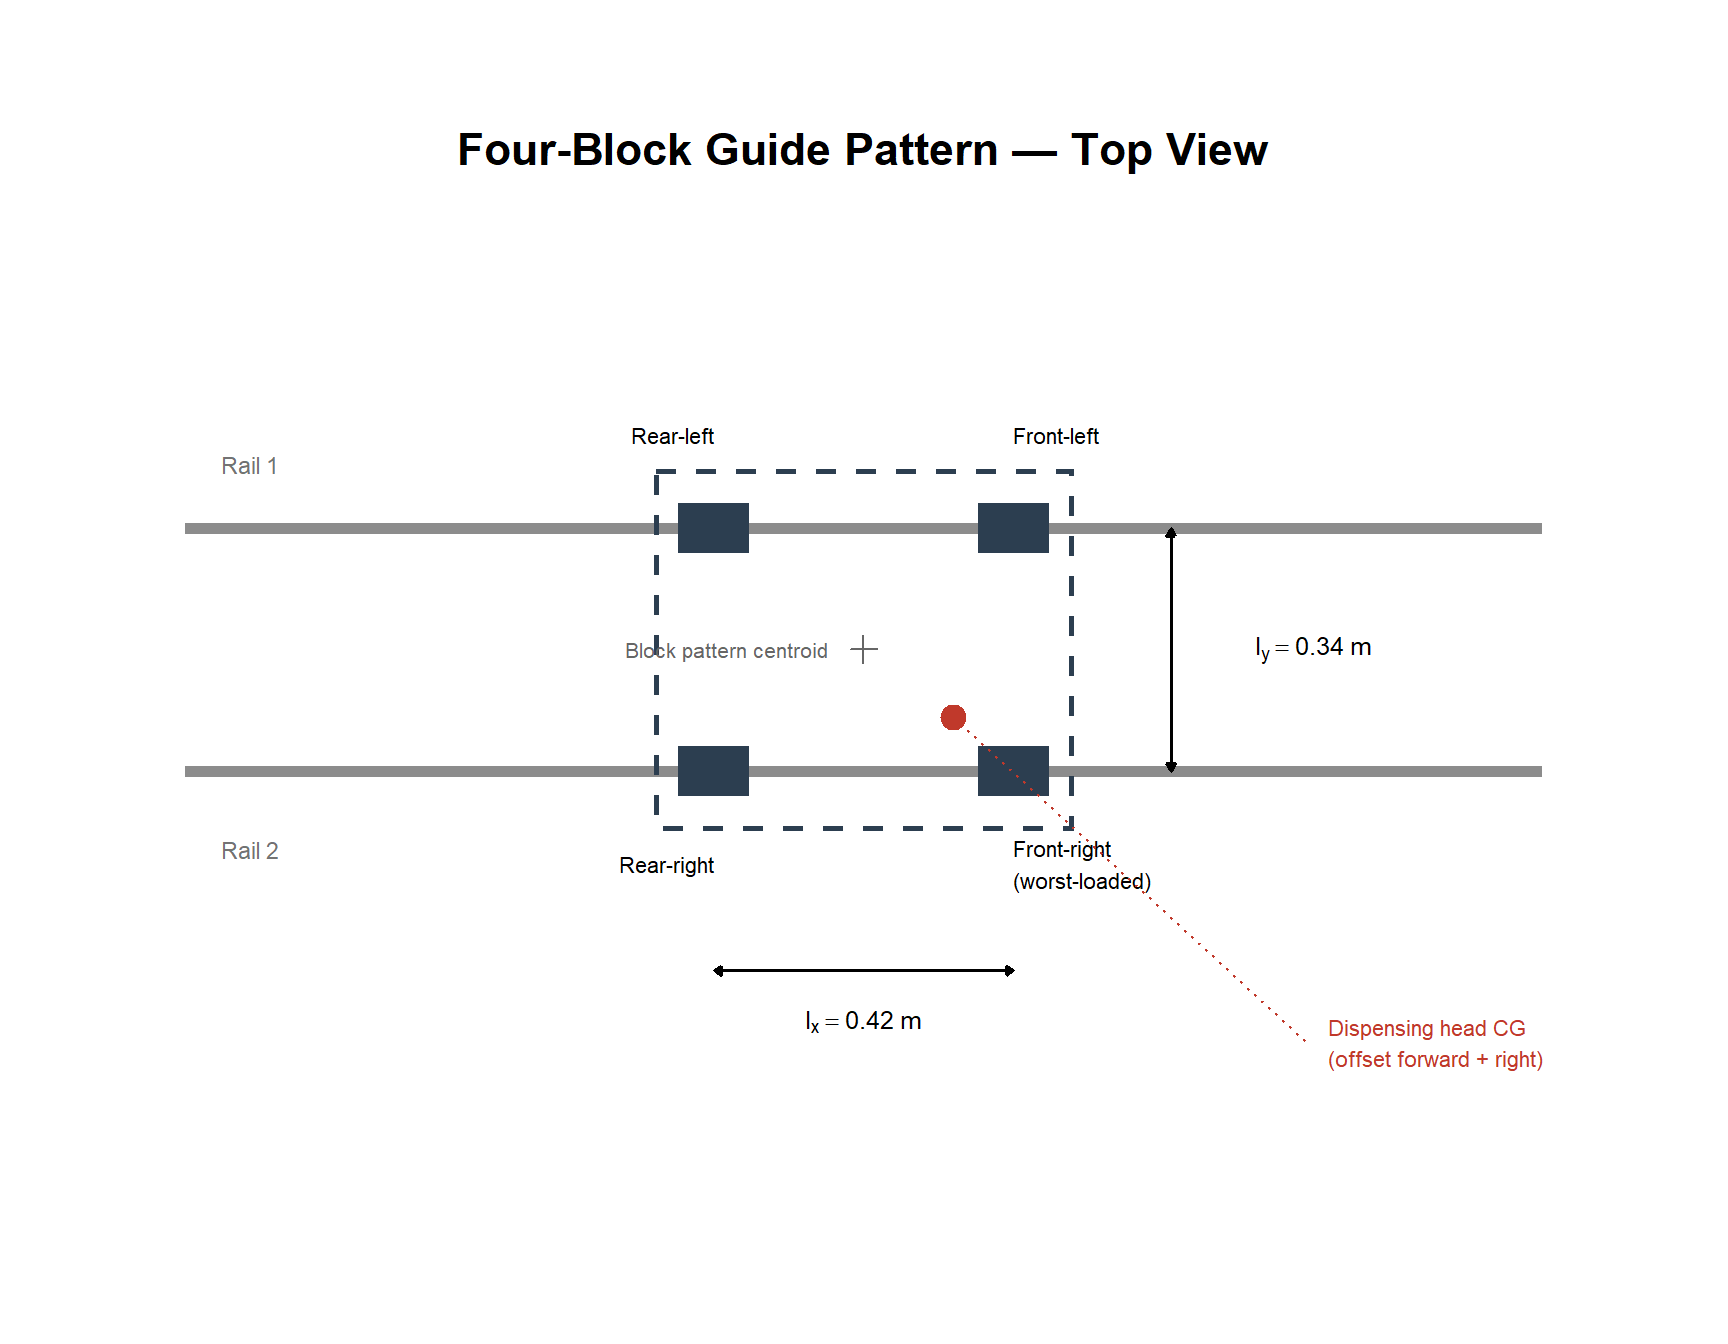 Four-Block Guide Pattern — Top View
Rear-left
Front-left
Rail 1
Block pattern centroid
ly = 0.34 m
Rail 2
Rear-right
Front-right
(worst-loaded)
lx = 0.42 m
Dispensing head CG
(offset forward + right)